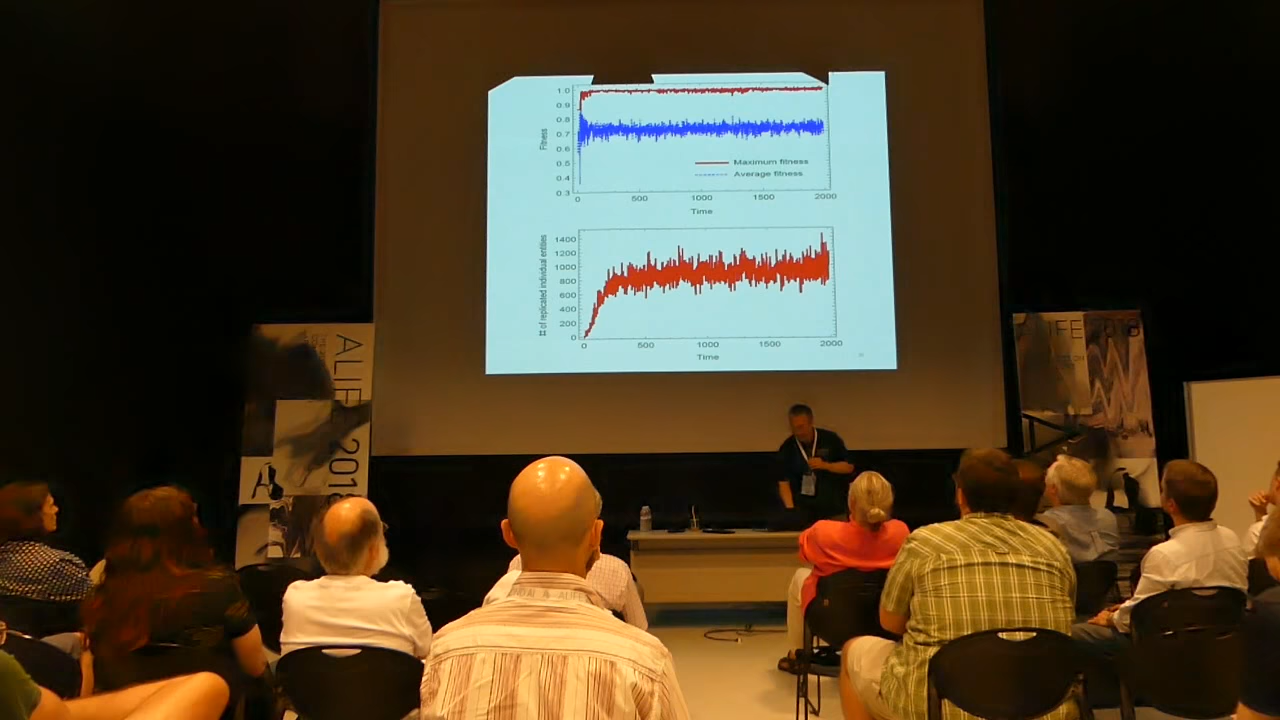 1.0
0.9
0.8
0.7
0.6
0.5
0.4
0.3
Fitness
Maximum fitness
Average fitness
0 500 1000 1500 2000
Time
1400
1200
1000
800
600
400
200
0
# of replicated individual entities
0 500 1000 1500 2000
Time
ALIFE 2018
ALIFE 2018